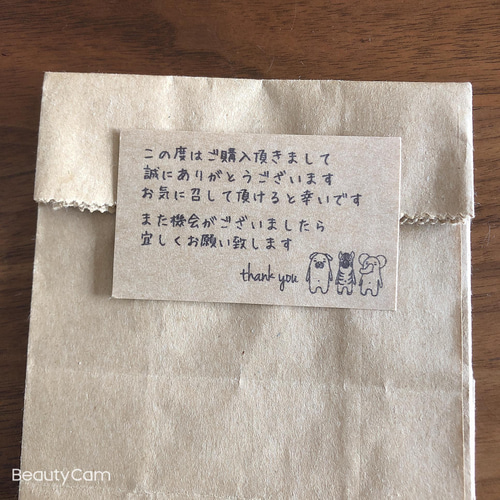 この度はご購入頂きまして
誠にありがとうございます
お気に召して頂けると幸いです
また機会がございましたら
宜しくお願い致します
thank you
BeautyCam